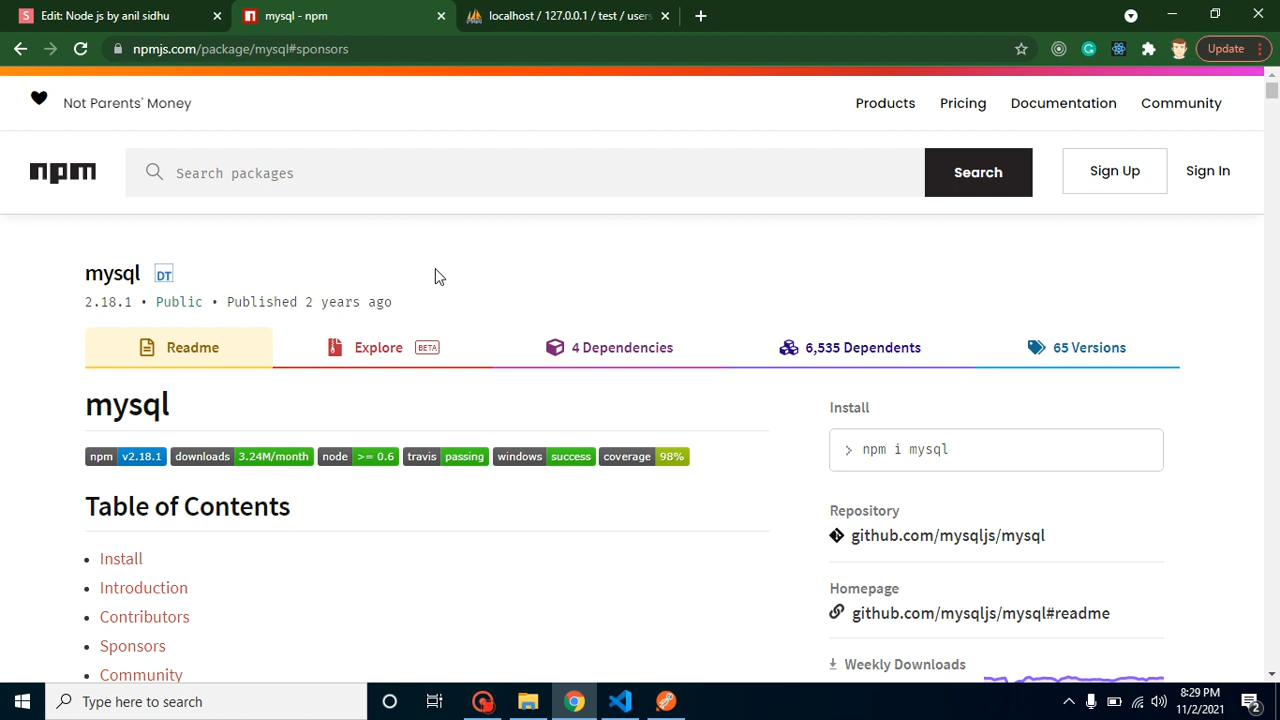 Edit: Node js by anil sidhu
mysql - npm
localhost / 127.0.0.1 / test / users
npmjs.com/package/mysql#sponsors
Update
Not Parents' Money
Products
Pricing
Documentation
Community
npm
Search packages
Search
Sign Up
Sign In
mysql DT
2.18.1 • Public • Published 2 years ago
Readme
Explore BETA
4 Dependencies
6,535 Dependents
65 Versions
mysql
npm v2.18.1 downloads 3.24M/month node >= 0.6 travis passing windows success coverage 98%
Table of Contents
• Install
• Introduction
• Contributors
• Sponsors
• Community
Install
> npm i mysql
Repository
github.com/mysqljs/mysql
Homepage
github.com/mysqljs/mysql#readme
Weekly Downloads
Type here to search
8:29 PM
11/2/2021
2